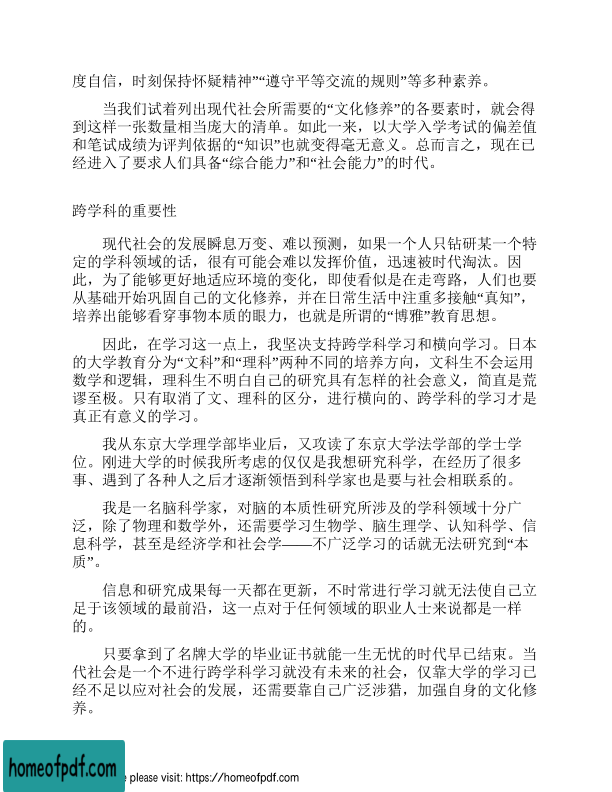 度自信，时刻保持怀疑精神”“遵守平等交流的规则”等多种素养。
当我们试着列出现代社会所需要的“文化修养”的各要素时，就会得
到这样一张数量相当庞大的清单。如此一来，以大学入学考试的偏差值
和笔试成绩为评判依据的“知识”也就变得毫无意义。总而言之，现在已
经进入了要求人们具备“综合能力”和“社会能力”的时代。
跨学科的重要性
现代社会的发展瞬息万变、难以预测，如果一个人只钻研某一个特
定的学科领域的话，很有可能会难以发挥价值，迅速被时代淘汰。因
此，为了能够更好地适应环境的变化，即使看似是在走弯路，人们也要
从基础开始巩固自己的文化修养，并在日常生活中注重多接触“真知”，
培养出能够看穿事物本质的眼力，也就是所谓的“博雅”教育思想。
因此，在学习这一点上，我坚决支持跨学科学习和横向学习。日本
的大学教育分为“文科”和“理科”两种不同的培养方向，文科生不会运用
数学和逻辑，理科生不明白自己的研究具有怎样的社会意义，简直是荒
谬至极。只有取消了文、理科的区分，进行横向的、跨学科的学习才是
真正有意义的学习。
我从东京大学理学部毕业后，又攻读了东京大学法学部的学士学
位。刚进大学的时候我所考虑的仅仅是我想研究科学，在经历了很多
事、遇到了各种人之后才逐渐领悟到科学家也是要与社会相联系的。
我是一名脑科学家，对脑的本质性研究所涉及的学科领域十分广
泛，除了物理和数学外，还需要学习生物学、脑生理学、认知科学、信
息科学，甚至是经济学和社会学——不广泛学习的话就无法研究到“本
质”。
信息和研究成果每一天都在更新，不时常进行学习就无法使自己立
足于该领域的最前沿，这一点对于任何领域的职业人士来说都是一样
的。
只要拿到了名牌大学的毕业证书就能一生无忧的时代早已结束。当
代社会是一个不进行跨学科学习就没有未来的社会，仅靠大学的学习已
经不足以应对社会的发展，还需要靠自己广泛涉猎，加强自身的文化修
养。
homeofpdf.com
e please visit: https://homeofpdf.com